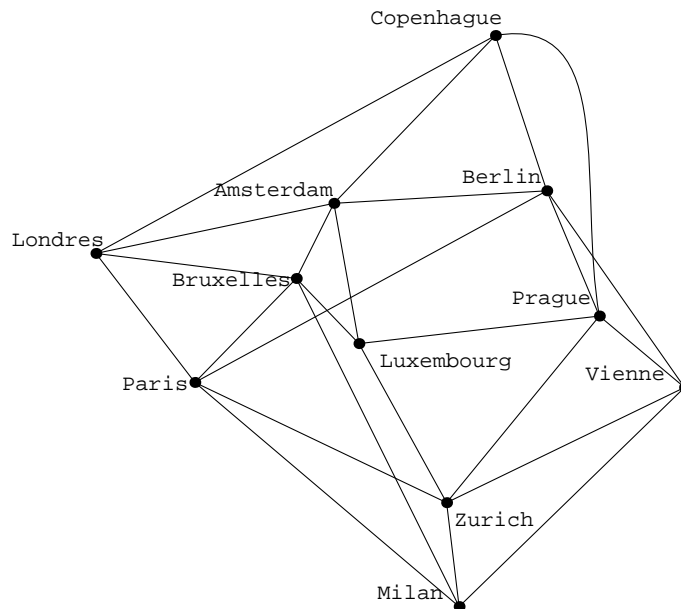 Copenhague
Berlin
Amsterdam
Londres
Bruxelles
Prague
Luxembourg
Vienne
Paris
Zurich
Milan